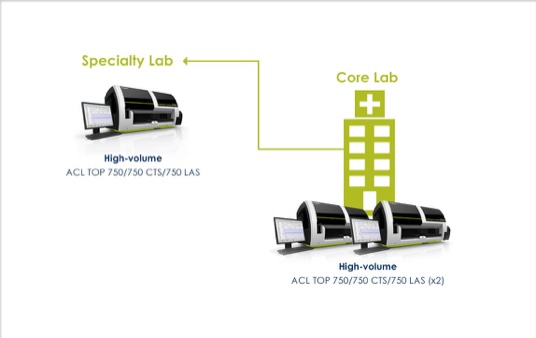 Specialty Lab
Core Lab
High-volume
ACL TOP 750/750 CTS/750 LAS
High-volume
ACL TOP 750/750 CTS/750 LAS (x2)